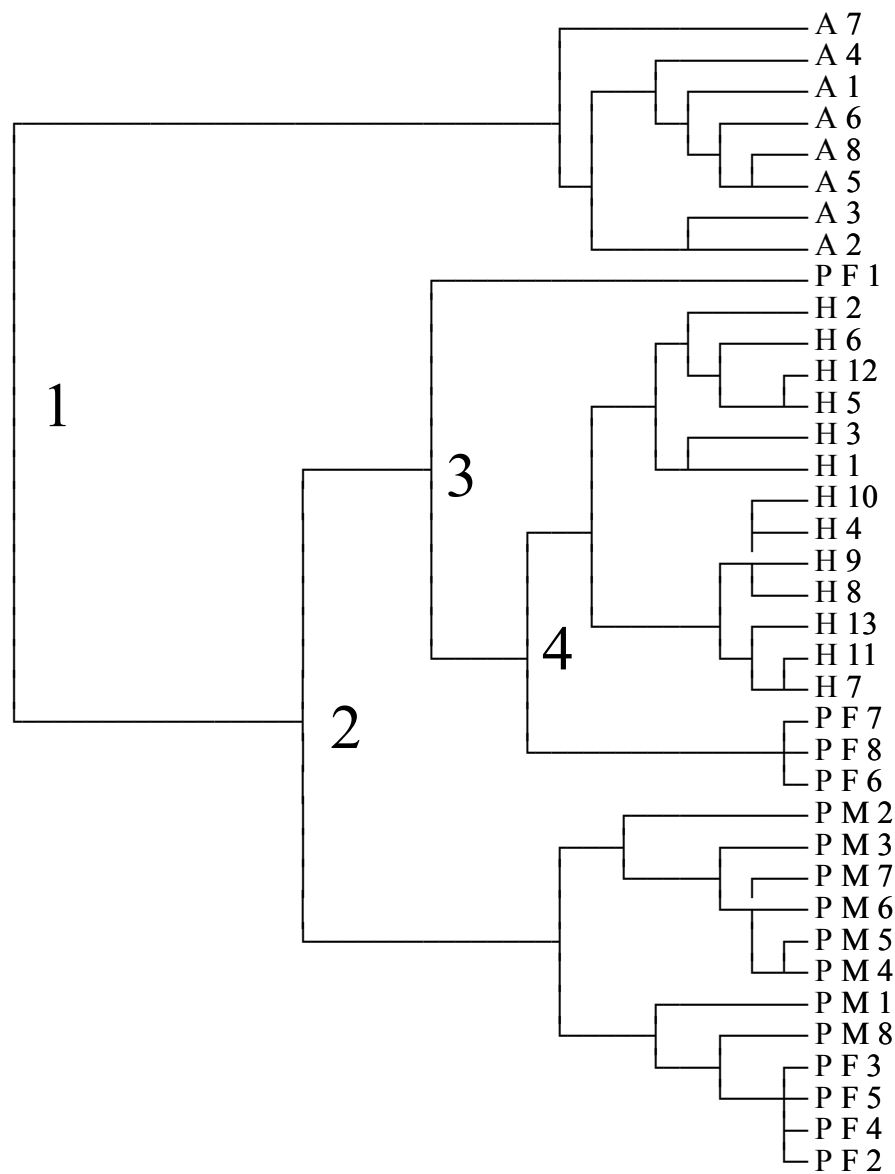 A 7
A 4
A 1
A 6
A 8
A 5
A 3
A 2
P F 1
H 2
H 6
H 12
H 5
1
H 3
3
H 1
H 10
H 4
H 9
H 8
H 13
4
H 11
H 7
2
P F 7
P F 8
P F 6
P M 2
P M 3
P M 7
P M 6
P M 5
P M 4
P M 1
P M 8
P F 3
P F 5
P F 4
P F 2